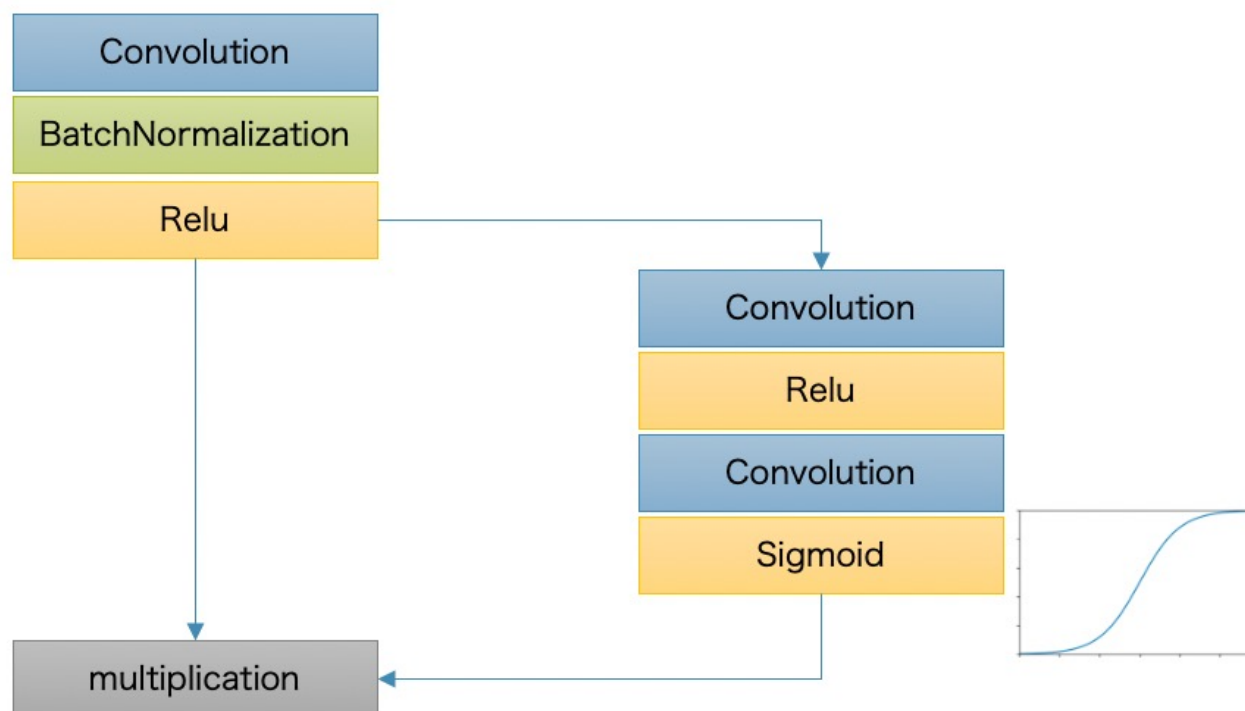 Convolution
BatchNormalization
Relu
Convolution
Relu
Convolution
Sigmoid
multiplication